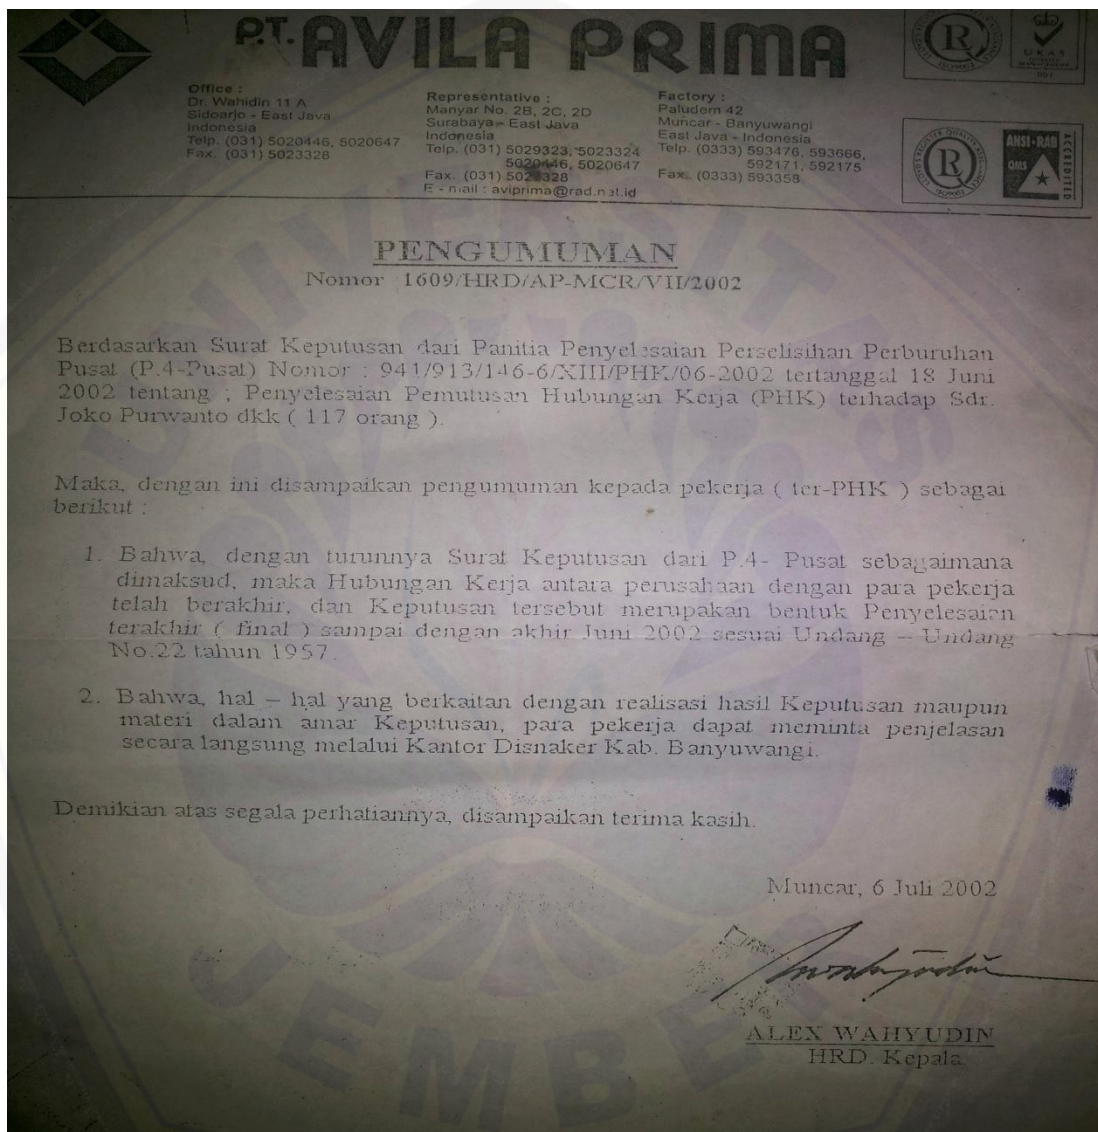 P.T. AVILA PRIMA
Office :
Dr. Wahidin 11 A
Sidoarjo - East Java
Indonesia
Telp. (031) 5020446, 5020647
Fax. (031) 5023328
Representative :
Manyar No. 2B, 2C, 2D
Surabaya - East Java
Indonesia
Telp. (031) 5029323, 5023324
5020446, 5020647
Fax. (031) 5023328
E - mail : aviprima@rad.net.id
Factory :
Paludem 42
Muncar - Banyuwangi
East Java - Indonesia
Telp. (0333) 593476, 593666,
592171, 592175
Fax. (0333) 593358
UKAS
ANSI-RAB
QMS
ACCREDITED
PENGUMUMAN
Nomor : 1609/HRD/AP-MCR/VII/2002
Berdasarkan Surat Keputusan dari Panitia Penyelesaian Perselisihan Perburuhan
Pusat (P.4-Pusat) Nomor : 941/913/146-6/XIII/PHK/06-2002 tertanggal 18 Juni
2002 tentang ; Penyelesaian Pemutusan Hubungan Kerja (PHK) terhadap Sdr.
Joko Purwanto dkk ( 117 orang ).
Maka, dengan ini disampaikan pengumuman kepada pekerja ( ter-PHK ) sebagai
berikut :
1. Bahwa, dengan turunnya Surat Keputusan dari P.4- Pusat sebagaimana
dimaksud, maka Hubungan Kerja antara perusahaan dengan para pekerja
telah berakhir, dan Keputusan tersebut merupakan bentuk Penyelesaian
terakhir ( final ) sampai dengan akhir Juni 2002 sesuai Undang – Undang
No.22 tahun 1957.
2. Bahwa, hal – hal yang berkaitan dengan realisasi hasil Keputusan maupun
materi dalam amar Keputusan, para pekerja dapat meminta penjelasan
secara langsung melalui Kantor Disnaker Kab. Banyuwangi.
Demikian atas segala perhatiannya, disampaikan terima kasih.
Muncar, 6 Juli 2002
ALEX WAHYUDIN
HRD. Kepala
UNIVERSITAS
JEMBER